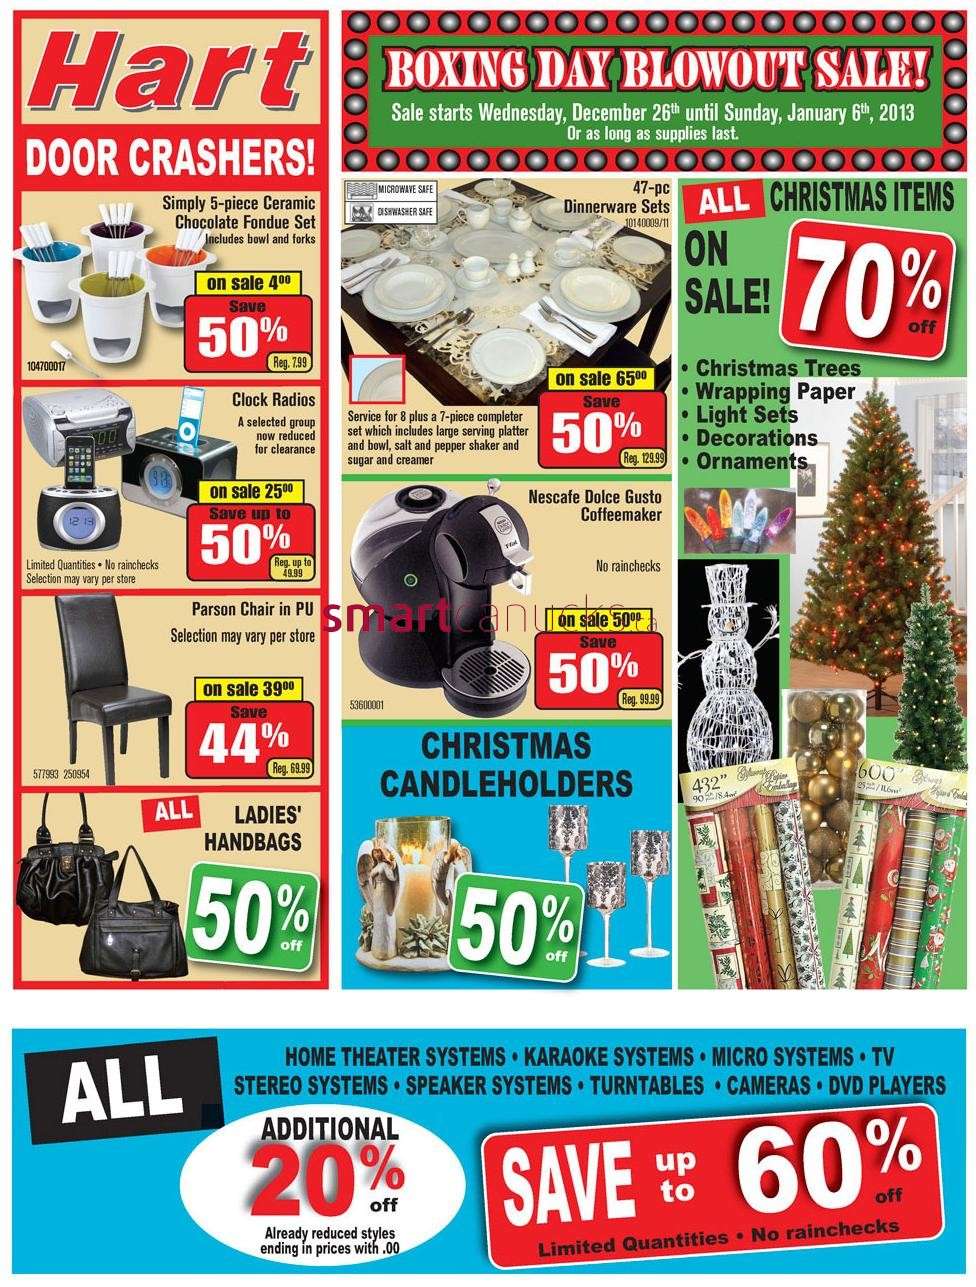 Hart
DOOR CRASHERS!
BOXING DAY BLOWOUT SALE!
Sale starts Wednesday, December 26th until Sunday, January 6th, 2013
Or as long as supplies last.
Simply 5-piece Ceramic
Chocolate Fondue Set
Includes bowl and forks
on sale 4.00
Save
50%
Reg. 7.99
104700017
Clock Radios
A selected group
now reduced
for clearance
on sale 25.00
Save up to
50%
Reg. up to
49.99
Limited Quantities • No rainchecks
Selection may vary per store
Parson Chair in PU
Selection may vary per store
on sale 39.00
Save
44%
Reg. 69.99
577993 250954
ALL
LADIES'
HANDBAGS
50%
off
MICROWAVE SAFE
DISHWASHER SAFE
47-pc
Dinnerware Sets
10140009/11
on sale 65.00
Save
50%
Reg. 129.99
Service for 8 plus a 7-piece completer
set which includes large serving platter
and bowl, salt and pepper shaker and
sugar and creamer
Nescafe Dolce Gusto
Coffeemaker
No rainchecks
smartcanucks.ca
on sale 50.00
Save
50%
Reg. 99.99
53600001
CHRISTMAS
CANDLEHOLDERS
50%
off
ALL CHRISTMAS ITEMS
ON
SALE!
70%
off
• Christmas Trees
• Wrapping Paper
• Light Sets
• Decorations
• Ornaments
432"
600"
ALL
HOME THEATER SYSTEMS • KARAOKE SYSTEMS • MICRO SYSTEMS • TV
STEREO SYSTEMS • SPEAKER SYSTEMS • TURNTABLES • CAMERAS • DVD PLAYERS
ADDITIONAL
20%
off
Already reduced styles
ending in prices with .00
SAVE up to 60% off
Limited Quantities • No rainchecks